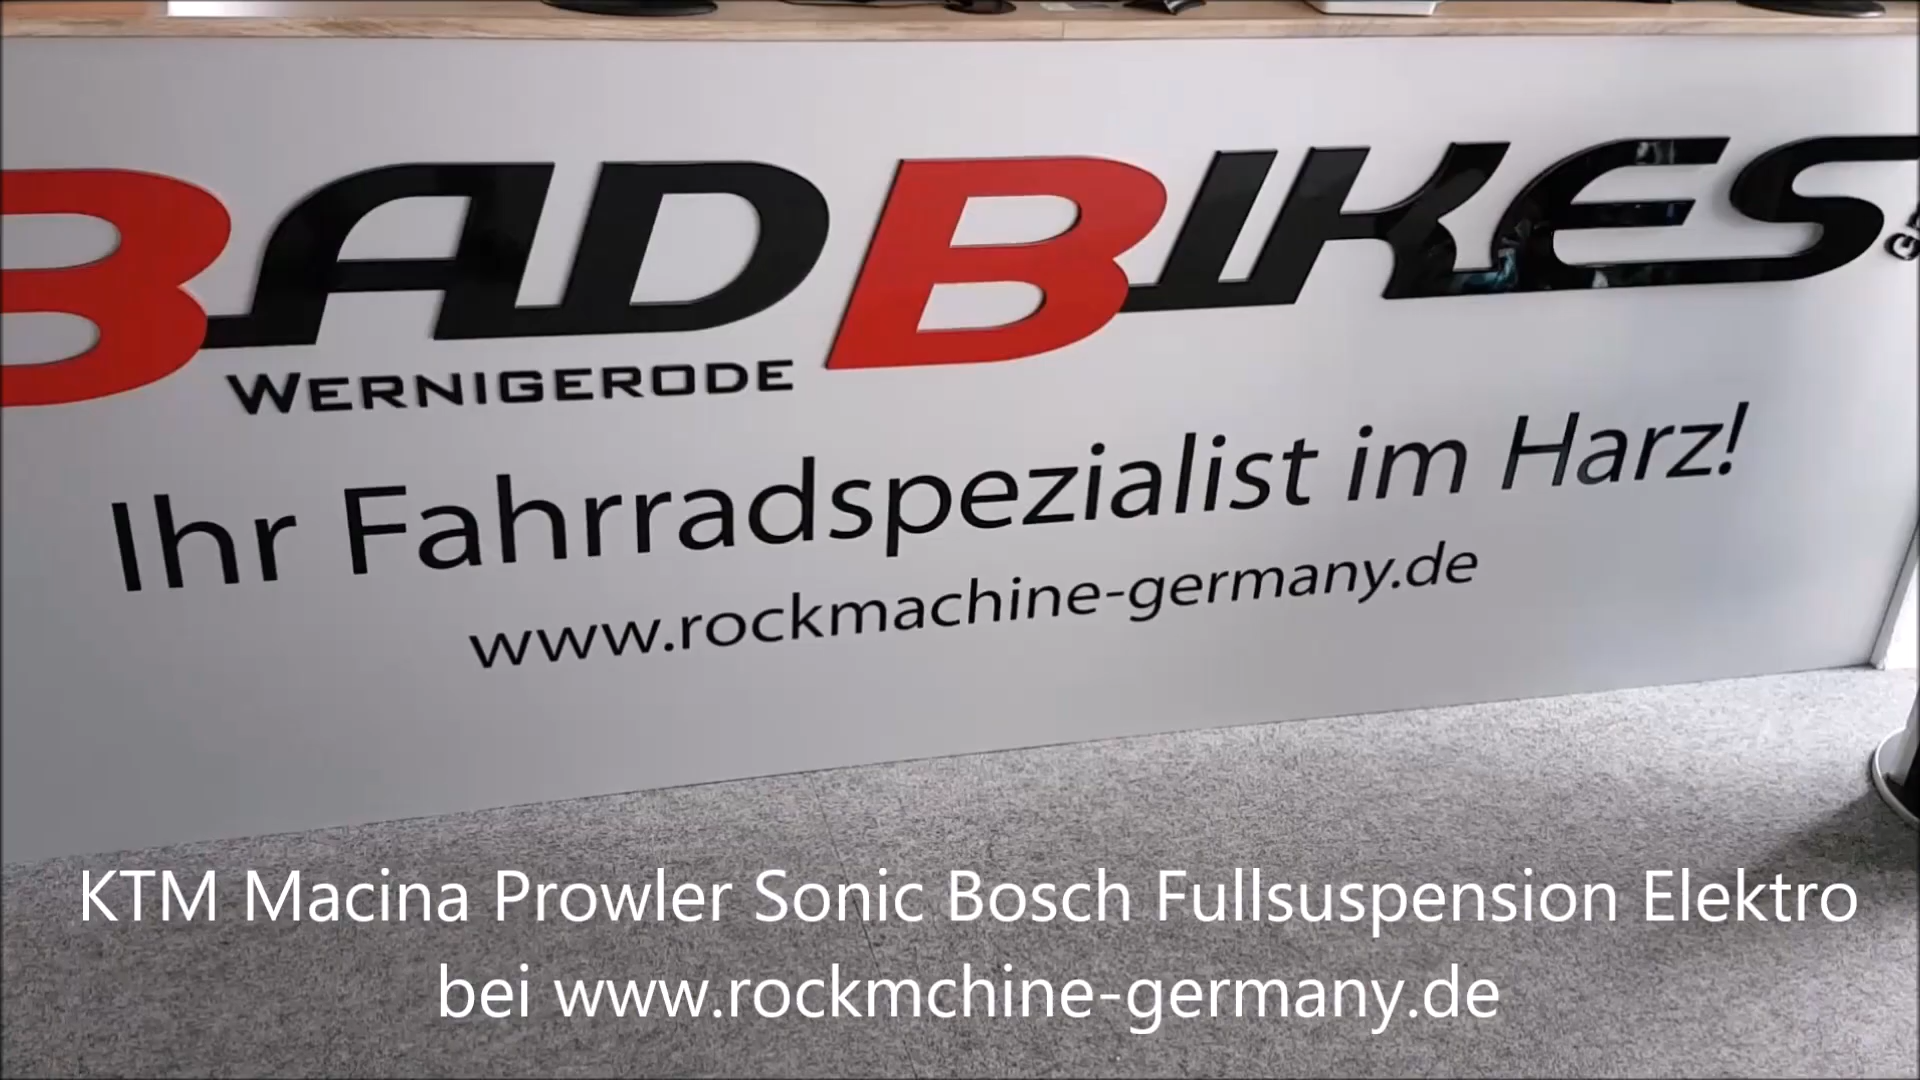 BADBIKES
WERNIGERODE
Ihr Fahrradspezialist im Harz!
www.rockmachine-germany.de
KTM Macina Prowler Sonic Bosch Fullsuspension Elektro
bei www.rockmchine-germany.de